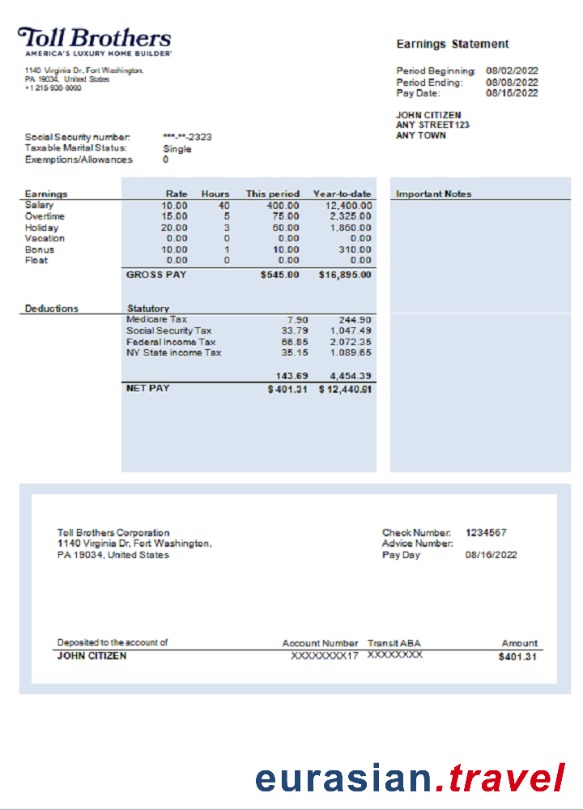 Toll Brothers
AMERICA'S LUXURY HOME BUILDER
1140 Virginia Dr, Fort Washington,
PA 19034, United States
+1 215-938-8000
Earnings Statement
Period Beginning: 08/02/2022
Period Ending: 08/08/2022
Pay Date: 08/16/2022
JOHN CITIZEN
ANY STREET123
ANY TOWN
Social Security number: ***-**-2323
Taxable Marital Status: Single
Exemptions/Allowances 0
Earnings Rate Hours This period Year-to-date
Salary 10.00 40 400.00 12,400.00
Overtime 15.00 5 75.00 2,325.00
Holiday 20.00 3 60.00 1,860.00
Vacation 0.00 0 0.00 0.00
Bonus 10.00 1 10.00 310.00
Float 0.00 0 0.00 0.00
GROSS PAY $545.00 $16,895.00
Important Notes
Deductions Statutory
Medicare Tax 7.90 244.90
Social Security Tax 33.79 1,047.49
Federal Income Tax 66.85 2,072.35
NY State income Tax 35.15 1,089.65
143.69 4,454.39
NET PAY $ 401.31 $ 12,440.61
Toll Brothers Corporation
1140 Virginia Dr, Fort Washington,
PA 19034, United States
Check Number: 1234567
Advice Number:
Pay Day 08/16/2022
Deposited to the account of Account Number Transit ABA Amount
JOHN CITIZEN XXXXXXXX17 XXXXXXXX $401.31
eurasian.travel